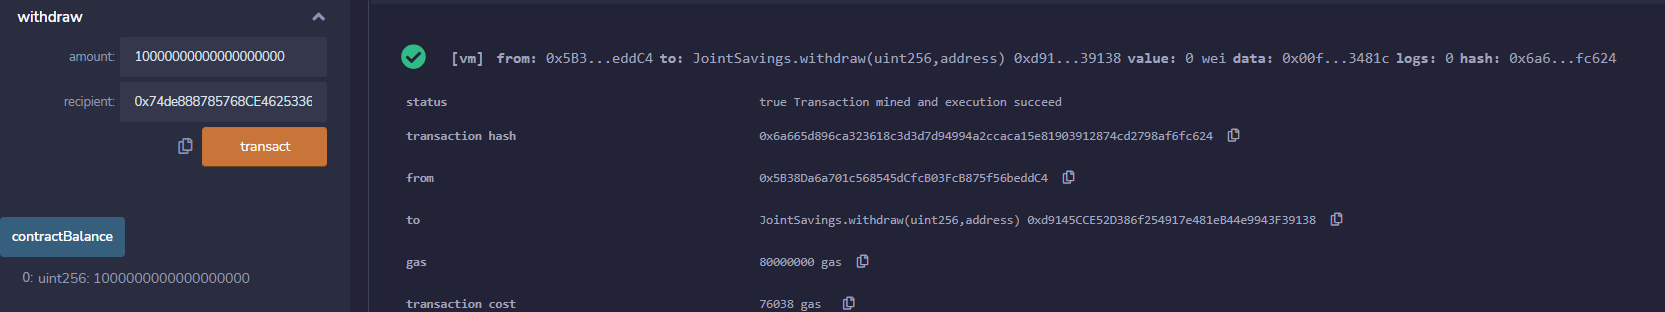 withdraw
amount: 10000000000000000000
recipient: 0x74de888785768CE4625336
transact
contractBalance
0: uint256: 1000000000000000000
[vm] from: 0x5B3...eddC4 to: JointSavings.withdraw(uint256,address) 0xd91...39138 value: 0 wei data: 0x00f...3481c logs: 0 hash: 0x6a6...fc624
status true Transaction mined and execution succeed
transaction hash 0x6a665d896ca323618c3d3d7d94994a2ccaca15e81903912874cd2798af6fc624
from 0x5B38Da6a701c568545dCfcB03FcB875f56beddC4
to JointSavings.withdraw(uint256,address) 0xd9145CCE52D386f254917e481eB44e9943F39138
gas 80000000 gas
transaction cost 76038 gas